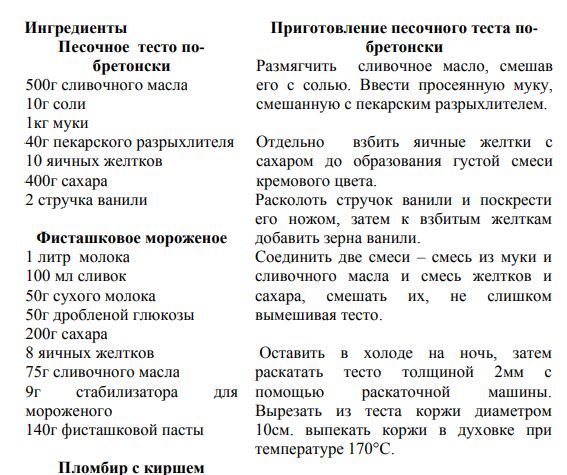 Ингредиенты
Песочное тесто по-
бретонски
500г сливочного масла
10г соли
1кг муки
40г пекарского разрыхлителя
10 яичных желтков
400г сахара
2 стручка ванили
Фисташковое мороженое
1 литр молока
100 мл сливок
50г сухого молока
50г дробленой глюкозы
200г сахара
8 яичных желтков
75г сливочного масла
9г стабилизатора для
мороженого
140г фисташковой пасты
Пломбир с киршем
Приготовление песочного теста по-
бретонски
Размягчить сливочное масло, смешав
его с солью. Ввести просеянную муку,
смешанную с пекарским разрыхлителем.
Отдельно взбить яичные желтки с
сахаром до образования густой смеси
кремового цвета.
Расколоть стручок ванили и поскрести
его ножом, затем к взбитым желткам
добавить зерна ванили.
Соединить две смеси – смесь из муки и
сливочного масла и смесь желтков и
сахара, смешать их, не слишком
вымешивая тесто.
Оставить в холоде на ночь, затем
раскатать тесто толщиной 2мм с
помощью раскаточной машины.
Вырезать из теста коржи диаметром
10см. выпекать коржи в духовке при
температуре 170°С.